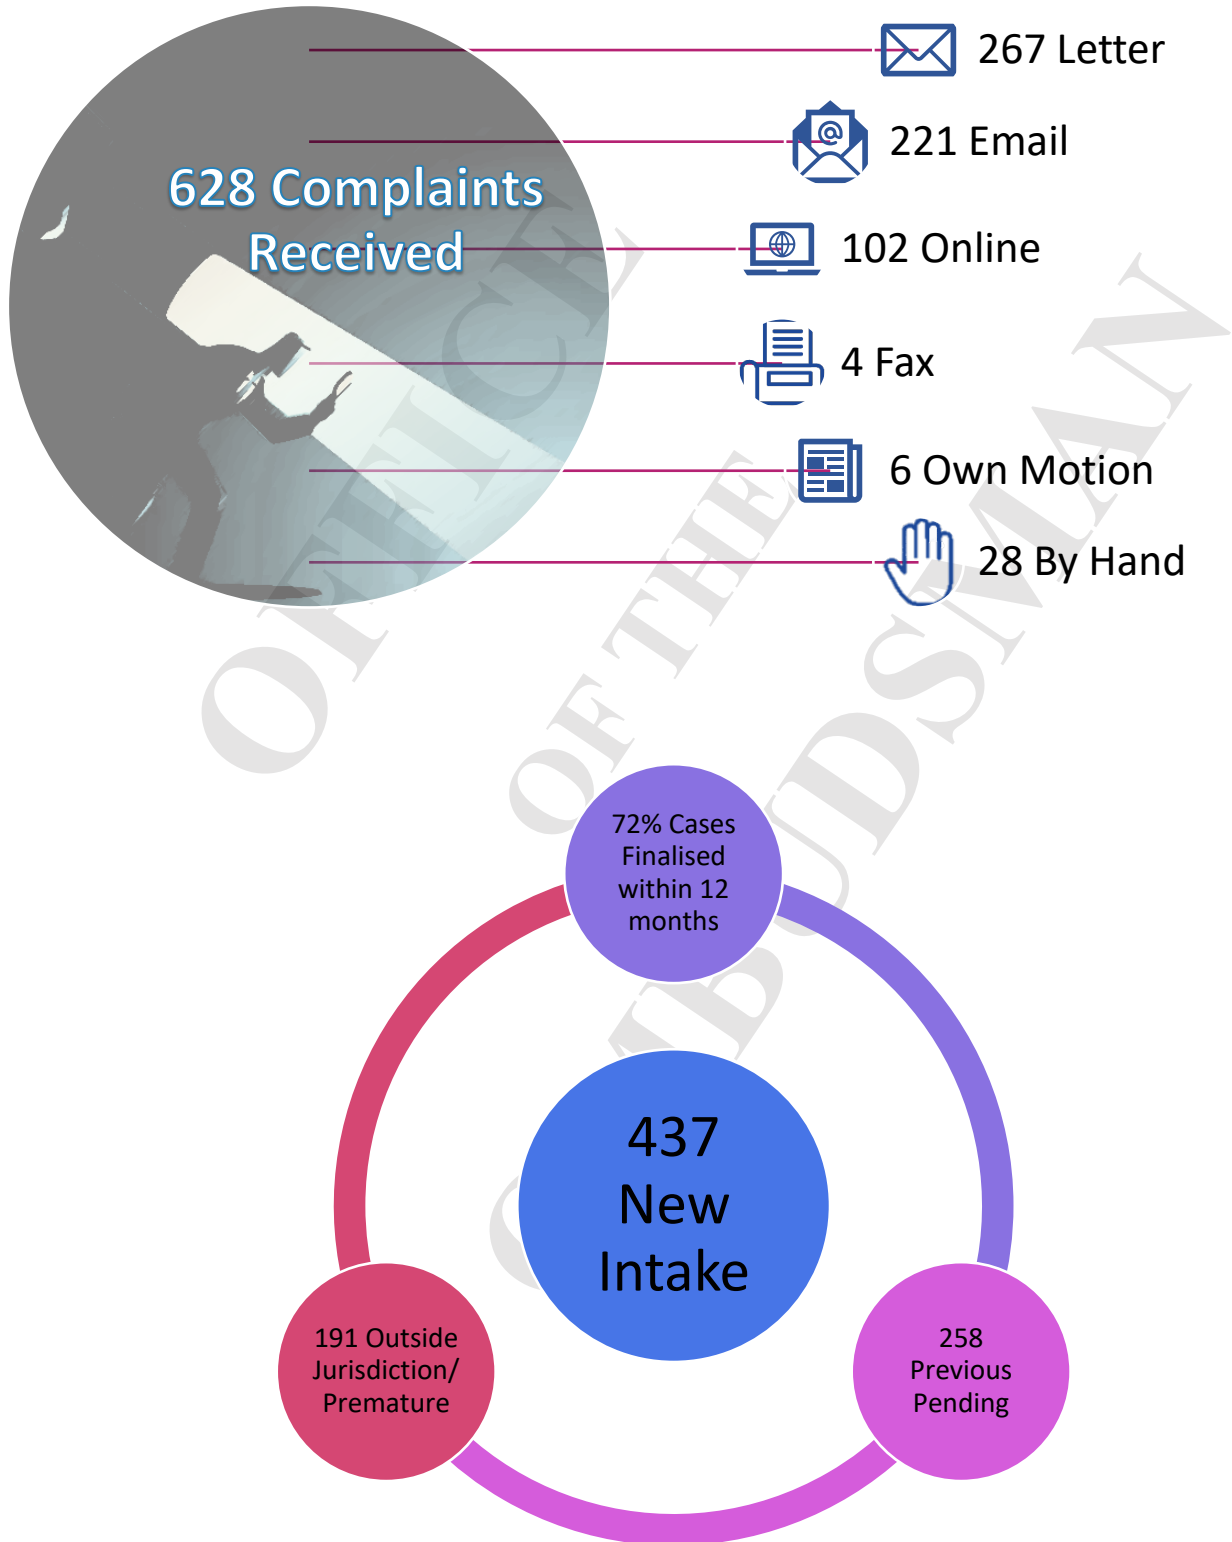 628 Complaints
Received
267 Letter
221 Email
102 Online
4 Fax
6 Own Motion
28 By Hand
OFFICE
OF THE
OMBUDSMAN
72% Cases
Finalised
within 12
months
437
New
Intake
191 Outside
Jurisdiction/
Premature
258
Previous
Pending